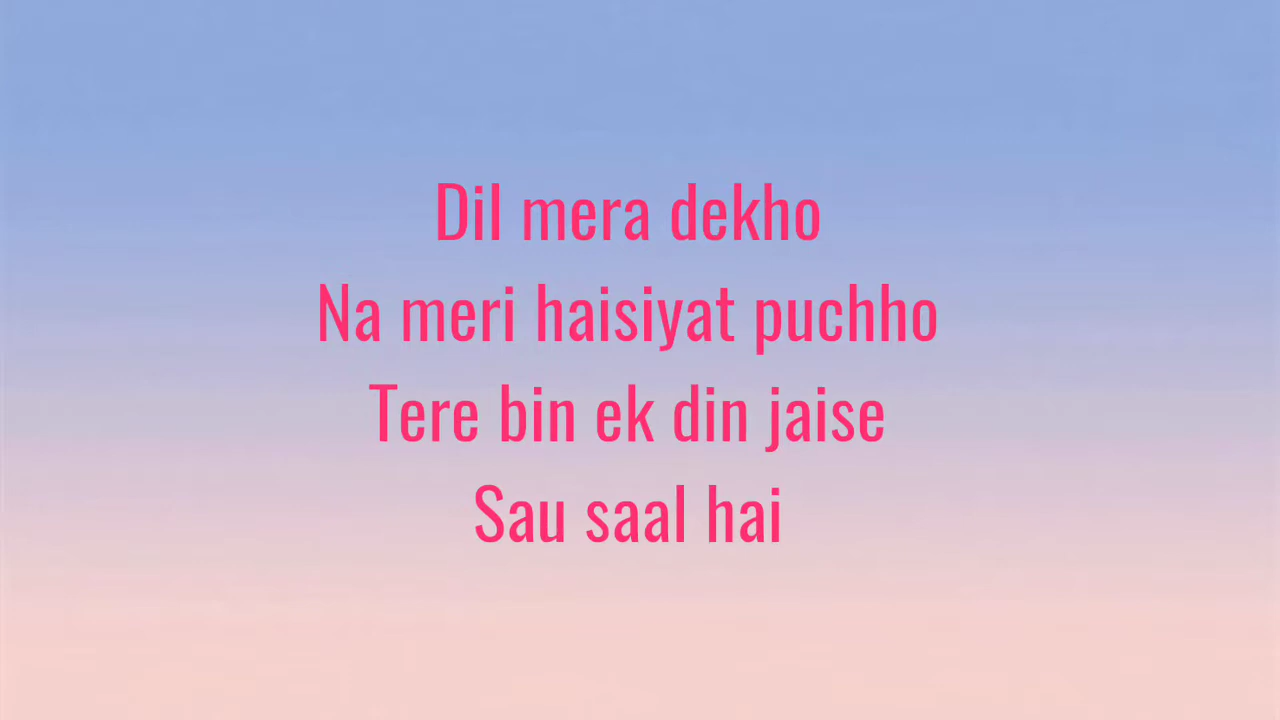 Dil mera dekho
Na meri haisiyat puchho
Tere bin ek din jaise
Sau saal hai